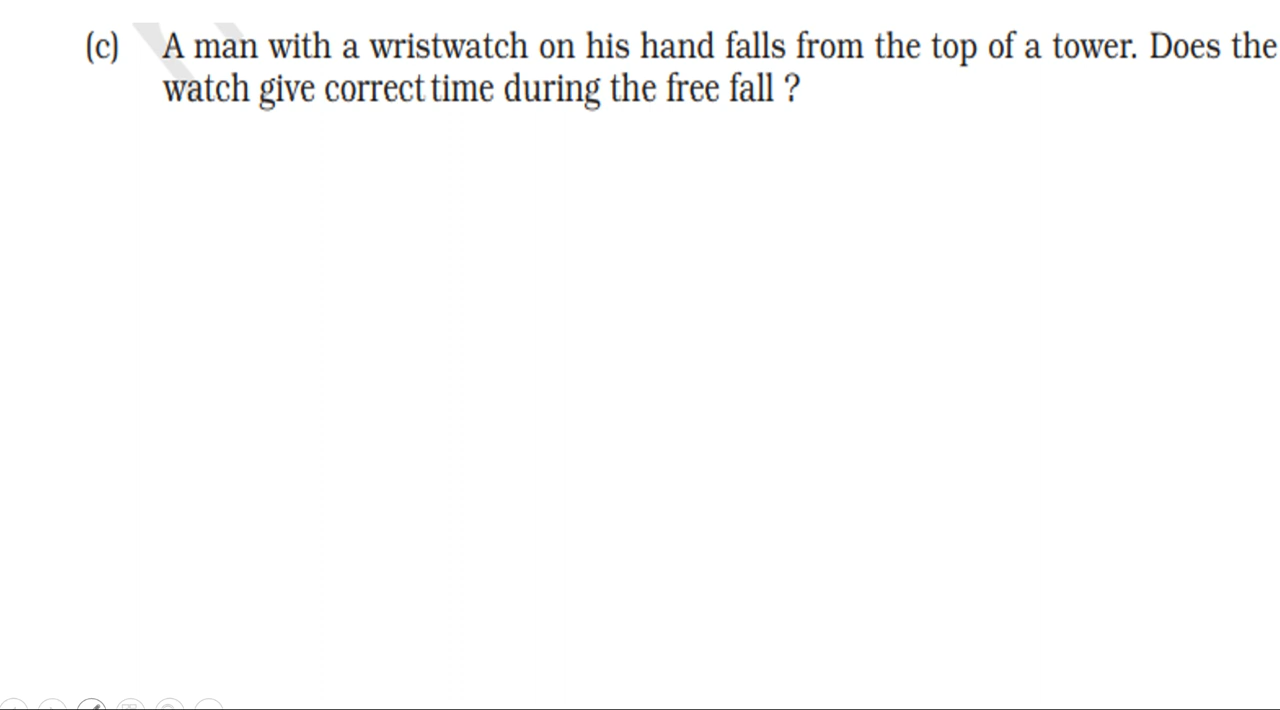 (c) A man with a wristwatch on his hand falls from the top of a tower. Does the
watch give correct time during the free fall ?